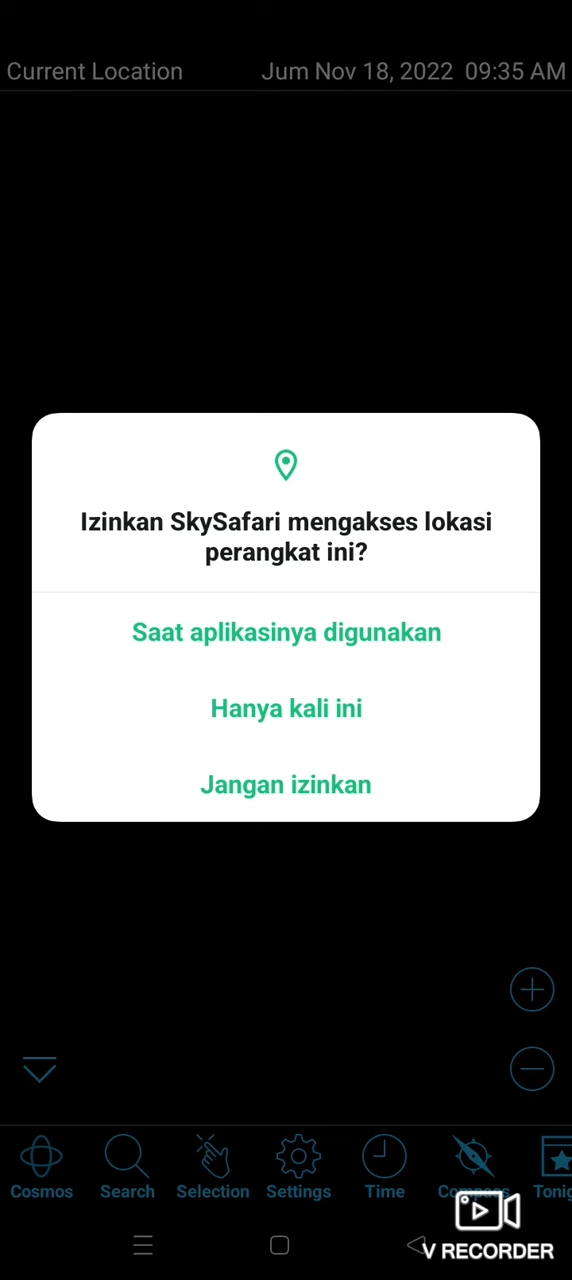 Current Location
Jum Nov 18, 2022 09:35 AM
Izinkan SkySafari mengakses lokasi
perangkat ini?
Saat aplikasinya digunakan
Hanya kali ini
Jangan izinkan
Cosmos
Search
Selection
Settings
Time
Compass
V RECORDER